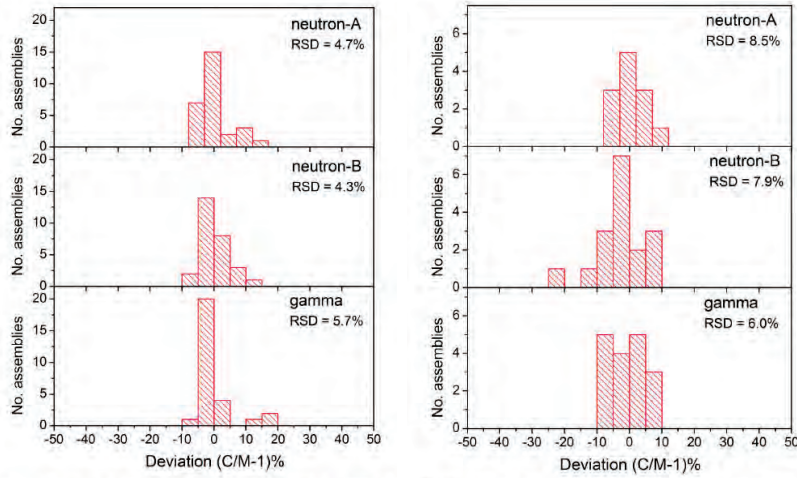 neutron-A
RSD = 4.7%
No. assemblies
20
15
10
5
0
neutron-B
RSD = 4.3%
No. assemblies
20
15
10
5
0
gamma
RSD = 5.7%
No. assemblies
20
15
10
5
0
-50 -40 -30 -20 -10 0 10 20 30 40 50
Deviation (C/M-1)%
neutron-A
RSD = 8.5%
No. assemblies
6
4
2
0
neutron-B
RSD = 7.9%
No. assemblies
6
4
2
0
gamma
RSD = 6.0%
No. assemblies
6
4
2
0
-50 -40 -30 -20 -10 0 10 20 30 40 50
Deviation (C/M-1)%